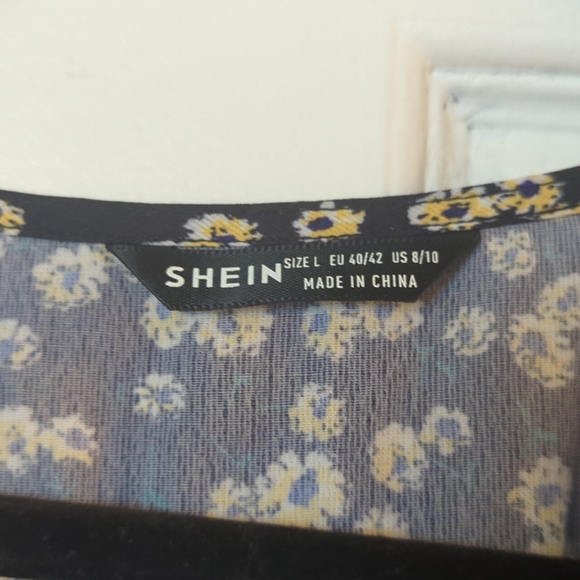 SHEIN
SIZE L EU 40/42 US 8/10
MADE IN CHINA